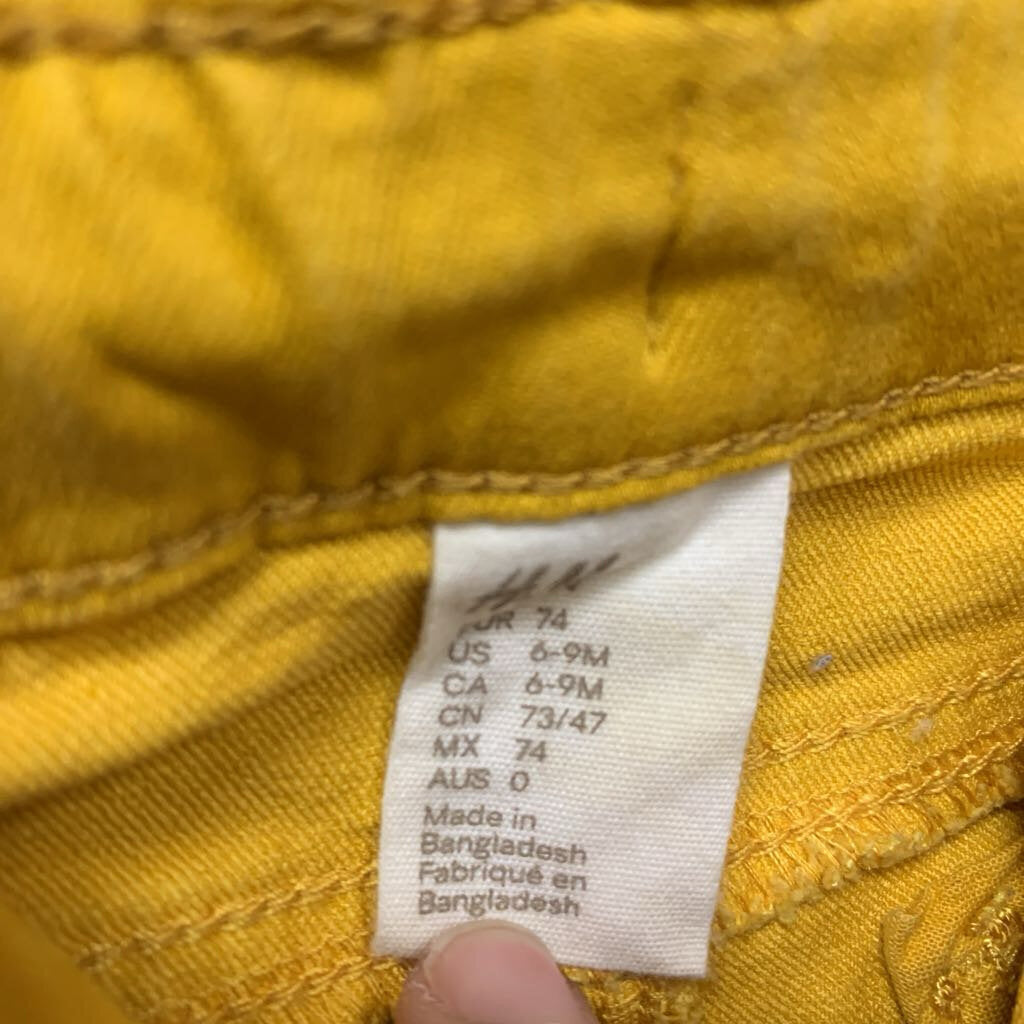 H&M
EUR 74
US 6-9M
CA 6-9M
CN 73/47
MX 74
AUS 0
Made in
Bangladesh
Fabriqué en
Bangladesh